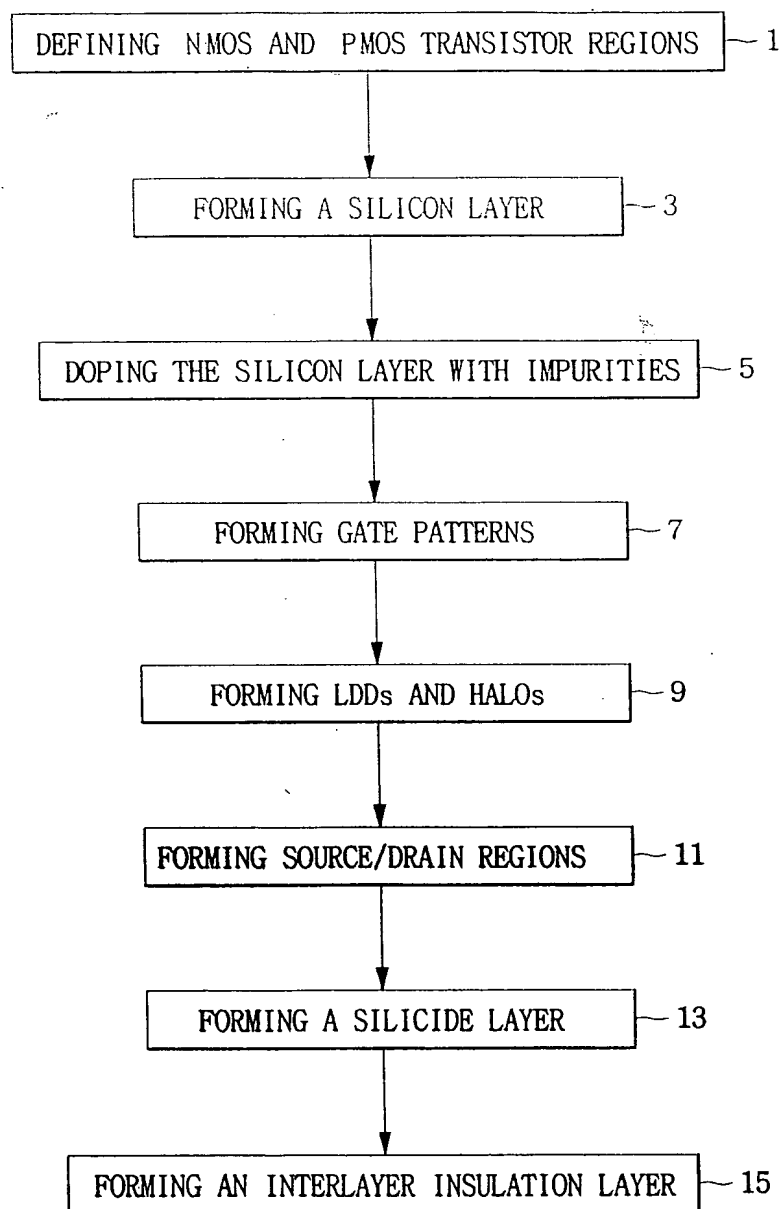 DEFINING NMOS AND PMOS TRANSISTOR REGIONS 1
FORMING A SILICON LAYER 3
DOPING THE SILICON LAYER WITH IMPURITIES 5
FORMING GATE PATTERNS 7
FORMING LDDs AND HALOs 9
FORMING SOURCE/DRAIN REGIONS 11
FORMING A SILICIDE LAYER 13
FORMING AN INTERLAYER INSULATION LAYER 15